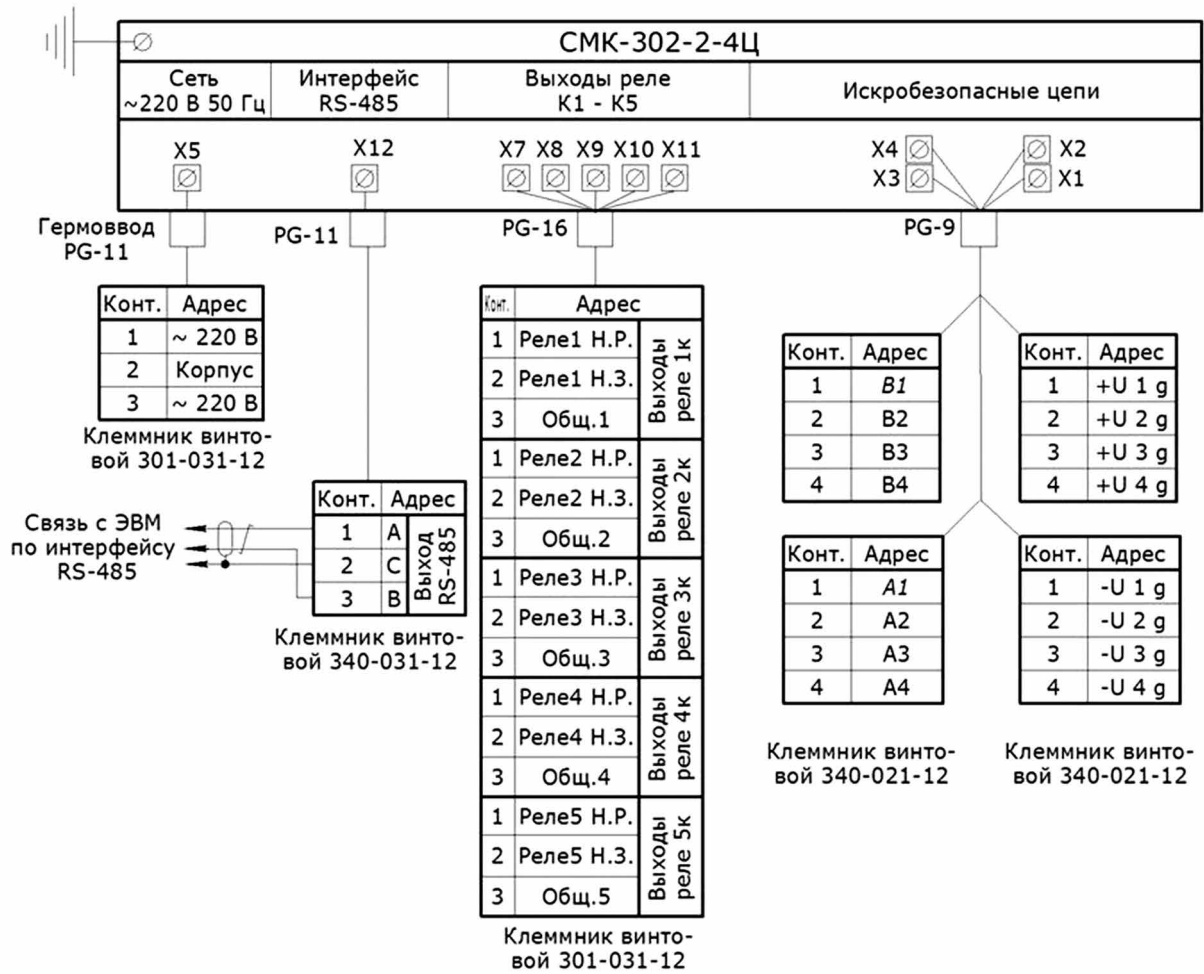 СМК-302-2-4Ц
Сеть
~220 В 50 Гц
Интерфейс
RS-485
Выходы реле
К1 - К5
Искробезопасные цепи
X5
X12
X7 X8 X9 X10 X11
X4
X3
X2
X1
Гермоввод
PG-11
PG-11
PG-16
PG-9
Конт. Адрес
1 ~ 220 В
2 Корпус
3 ~ 220 В
Клеммник винто-
вой 301-031-12
Связь с ЭВМ
по интерфейсу
RS-485
Конт. Адрес
1 A
2 C
3 B
Выход
RS-485
Клеммник винто-
вой 340-031-12
Конт. Адрес
1 Реле1 Н.Р.
2 Реле1 Н.З.
3 Общ.1
Выходы
реле 1к
1 Реле2 Н.Р.
2 Реле2 Н.З.
3 Общ.2
Выходы
реле 2к
1 Реле3 Н.Р.
2 Реле3 Н.З.
3 Общ.3
Выходы
реле 3к
1 Реле4 Н.Р.
2 Реле4 Н.З.
3 Общ.4
Выходы
реле 4к
1 Реле5 Н.Р.
2 Реле5 Н.З.
3 Общ.5
Выходы
реле 5к
Клеммник винто-
вой 301-031-12
Конт. Адрес
1 B1
2 B2
3 B3
4 B4
Конт. Адрес
1 +U 1 g
2 +U 2 g
3 +U 3 g
4 +U 4 g
Конт. Адрес
1 A1
2 A2
3 A3
4 A4
Клеммник винто-
вой 340-021-12
Конт. Адрес
1 -U 1 g
2 -U 2 g
3 -U 3 g
4 -U 4 g
Клеммник винто-
вой 340-021-12